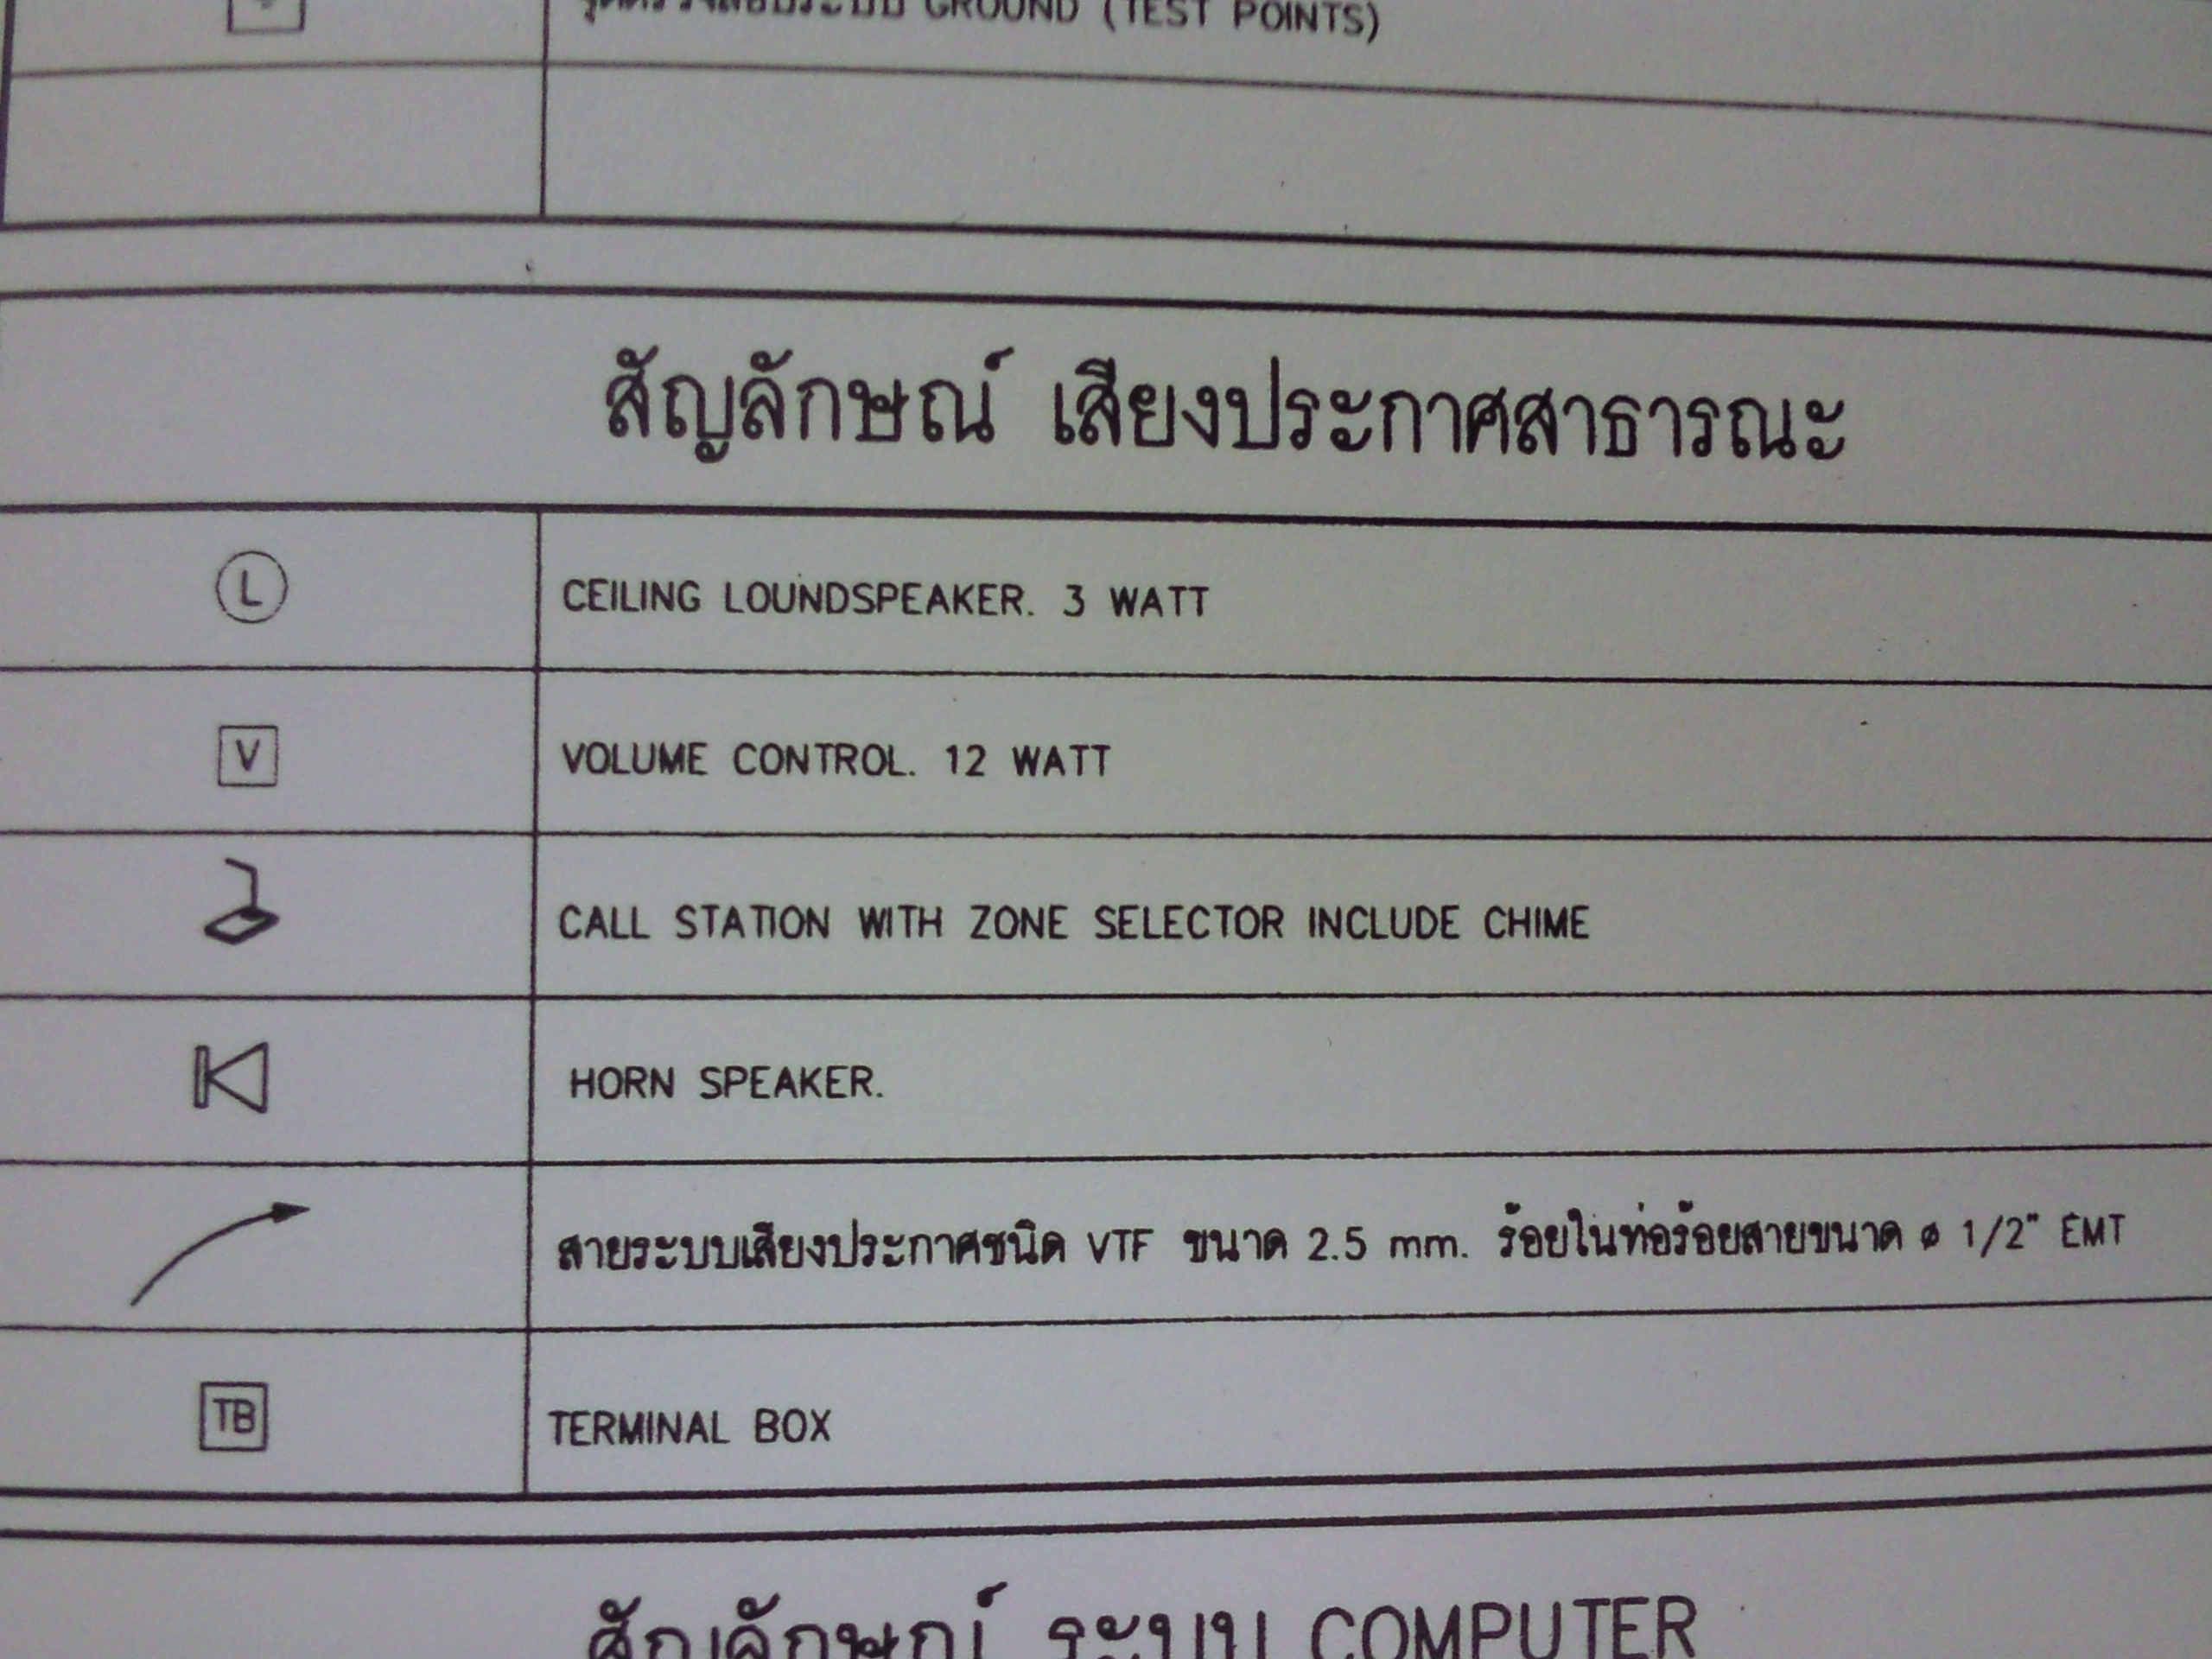 GROUND (TEST POINTS)
สัญลักษณ์ เสียงประกาศสาธารณะ
L CEILING LOUNDSPEAKER. 3 WATT
V VOLUME CONTROL. 12 WATT
CALL STATION WITH ZONE SELECTOR INCLUDE CHIME
HORN SPEAKER.
สายระบบเสียงประกาศชนิด VTF ขนาด 2.5 mm. ร้อยในท่อร้อยสายขนาด ø 1/2" EMT
TB TERMINAL BOX
สัญลักษณ์ ระบบ COMPUTER